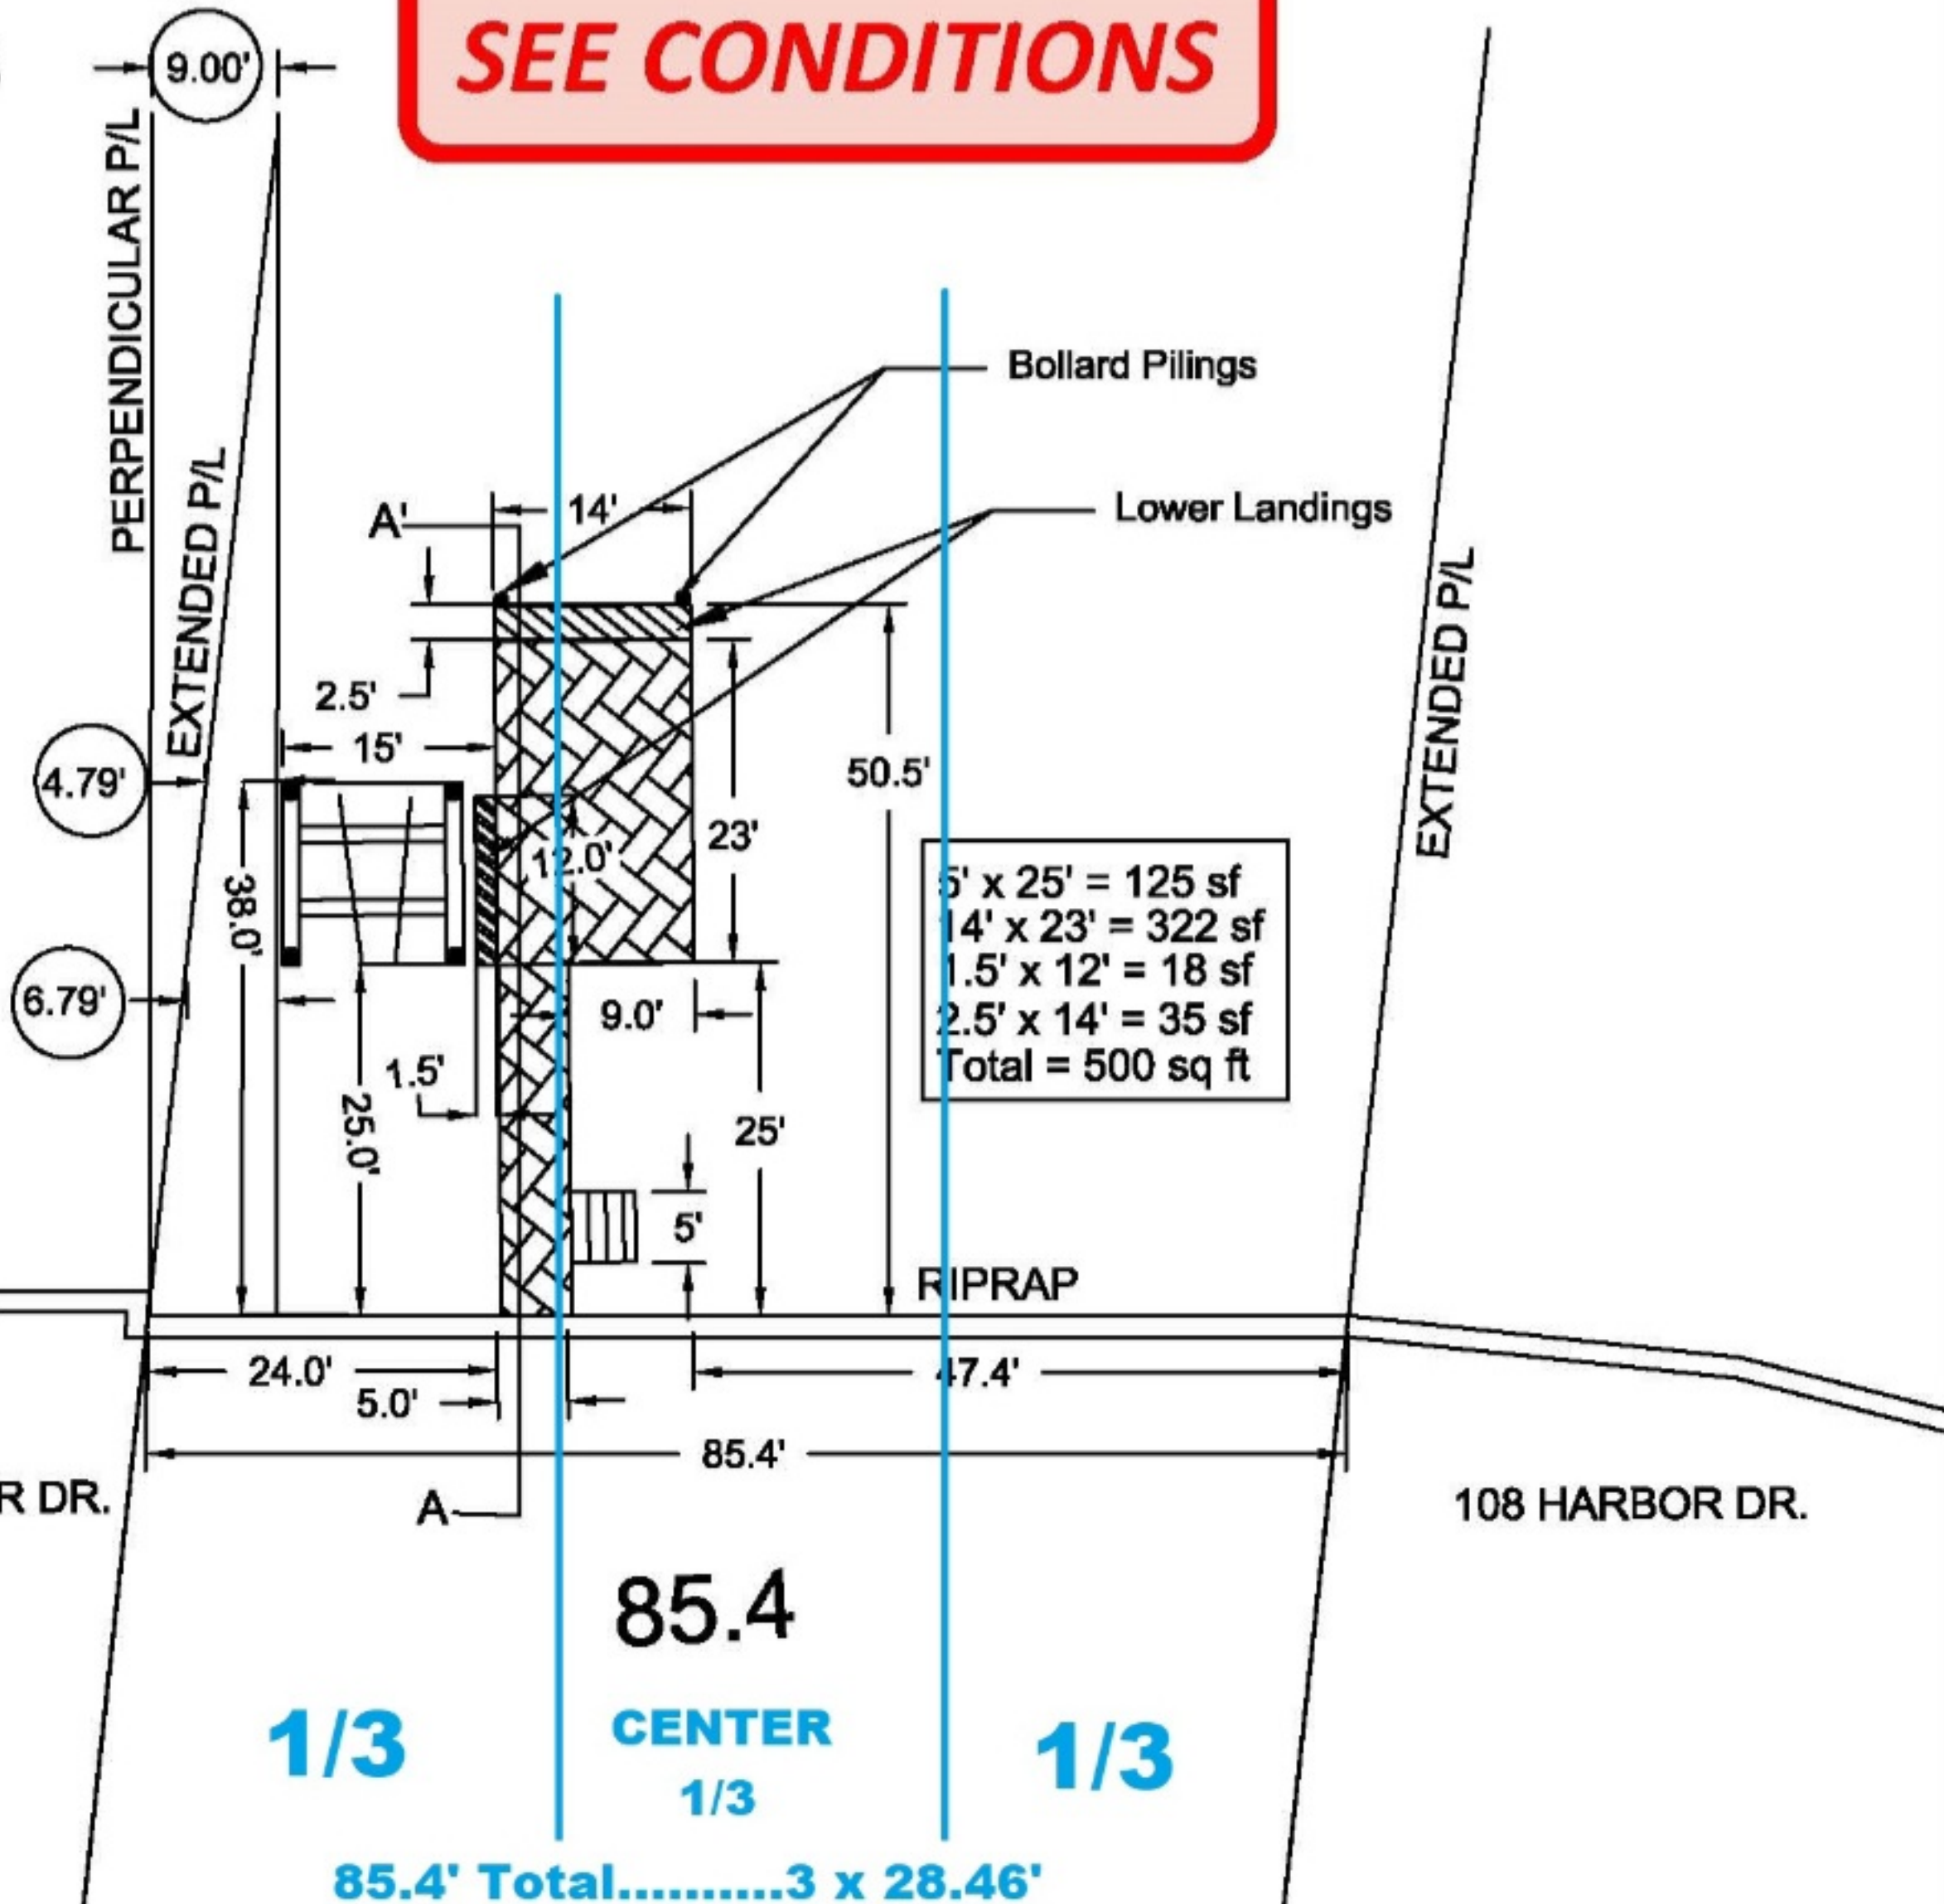 SEE CONDITIONS
9.00'
PERPENDICULAR P/L
EXTENDED P/L
Bollard Pilings
Lower Landings
A'
14'
2.5'
15'
4.79'
50.5'
EXTENDED P/L
23'
12.0'
38.0'
5' x 25' = 125 sf
14' x 23' = 322 sf
1.5' x 12' = 18 sf
2.5' x 14' = 35 sf
Total = 500 sq ft
6.79'
9.0'
1.5'
25.0'
25'
5'
RIPRAP
24.0'
47.4'
5.0'
85.4'
R DR.
A
108 HARBOR DR.
85.4
1/3
CENTER
1/3
1/3
85.4' Total..........3 x 28.46'